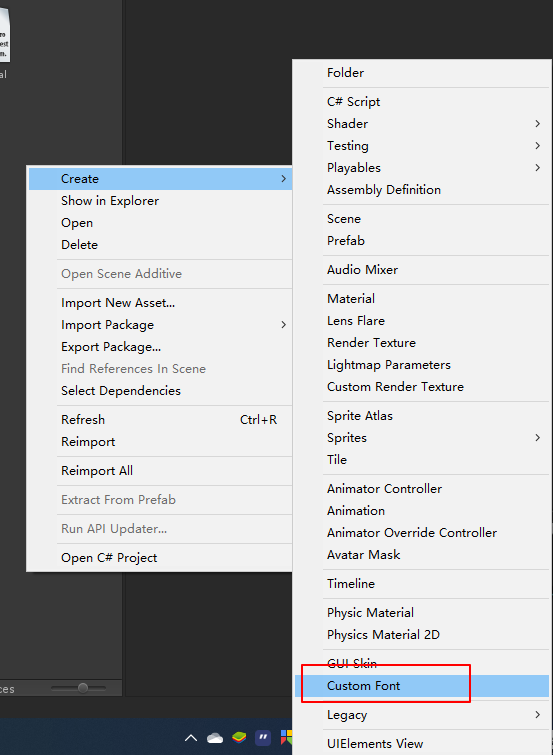 ro
est
m.
al
Create
Show in Explorer
Open
Delete
Open Scene Additive
Import New Asset...
Import Package
Export Package...
Find References In Scene
Select Dependencies
Refresh Ctrl+R
Reimport
Reimport All
Extract From Prefab
Run API Updater...
Open C# Project
ces
Folder
C# Script
Shader
Testing
Playables
Assembly Definition
Scene
Prefab
Audio Mixer
Material
Lens Flare
Render Texture
Lightmap Parameters
Custom Render Texture
Sprite Atlas
Sprites
Tile
Animator Controller
Animation
Animator Override Controller
Avatar Mask
Timeline
Physic Material
Physics Material 2D
GUI Skin
Custom Font
Legacy
UIElements View